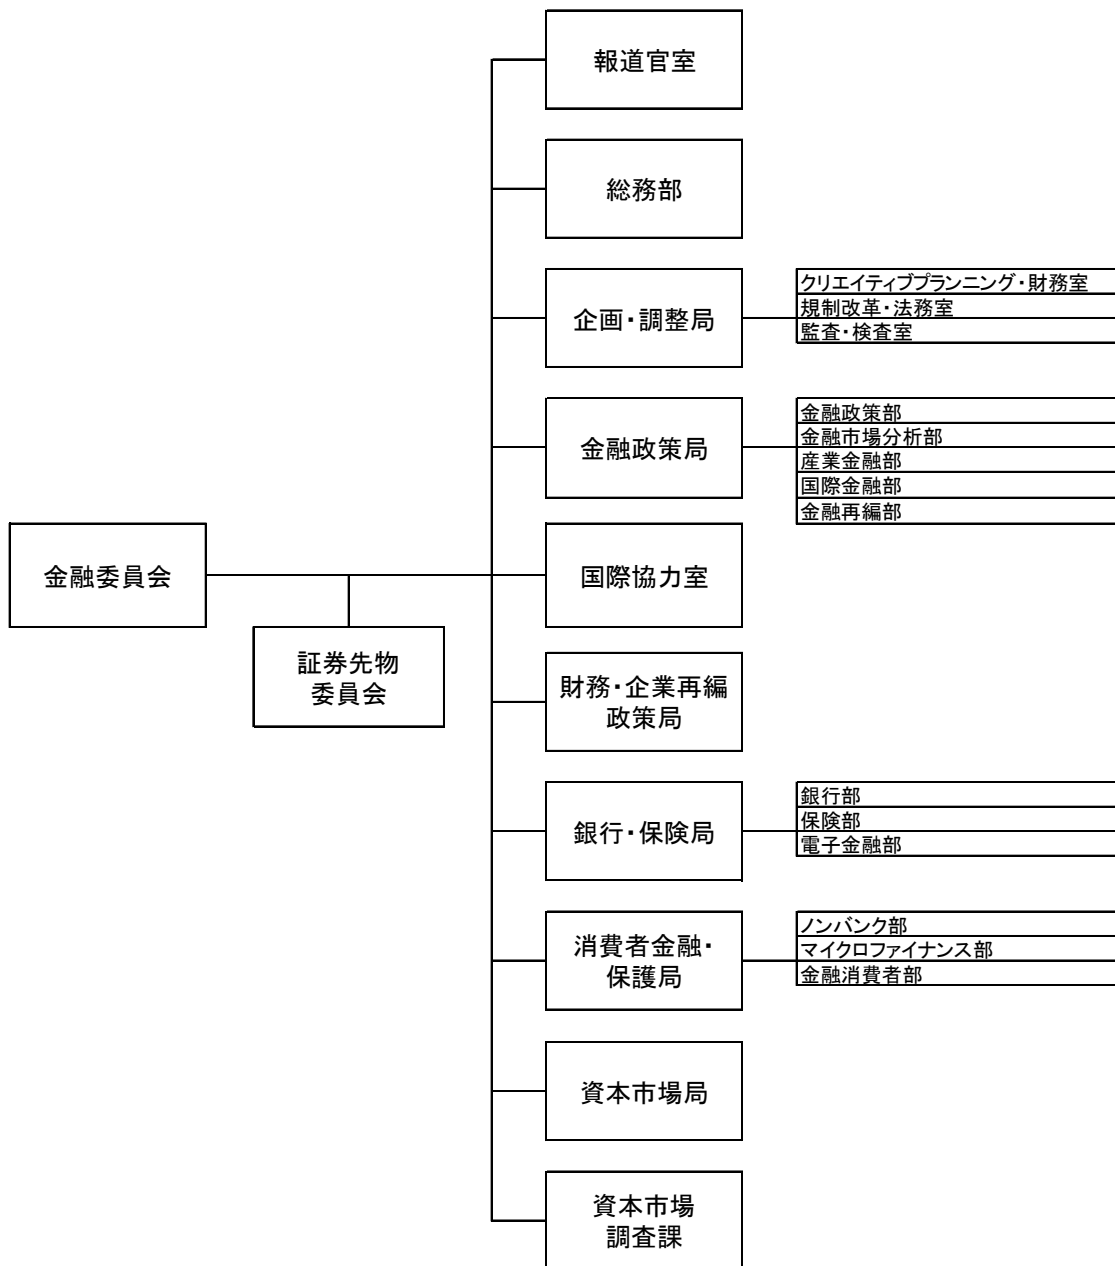 報道官室
総務部
企画・調整局
クリエイティブプランニング・財務室
規制改革・法務室
監査・検査室
金融政策局
金融政策部
金融市場分析部
産業金融部
国際金融部
金融再編部
金融委員会
国際協力室
証券先物
委員会
財務・企業再編
政策局
銀行・保険局
銀行部
保険部
電子金融部
消費者金融・
保護局
ノンバンク部
マイクロファイナンス部
金融消費者部
資本市場局
資本市場
調査課